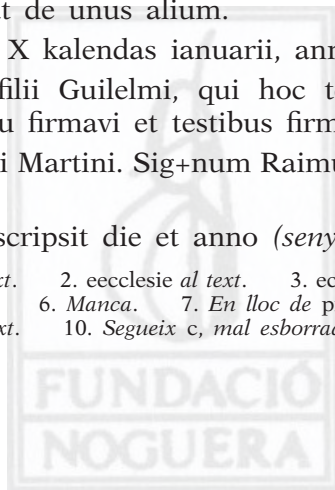 t de unus alium.
X kalendas ianuarii, ann
filii Guilelmi, qui hoc t
u firmavi et testibus firm
i Martini. Sig+num Raimu
scripsit die et anno (seny
xt. 2. eecclesie al text. 3. ec
6. Manca. 7. En lloc de p
xt. 10. Segueix c, mal esborrad
FUNDACIÓ
NOGUERA